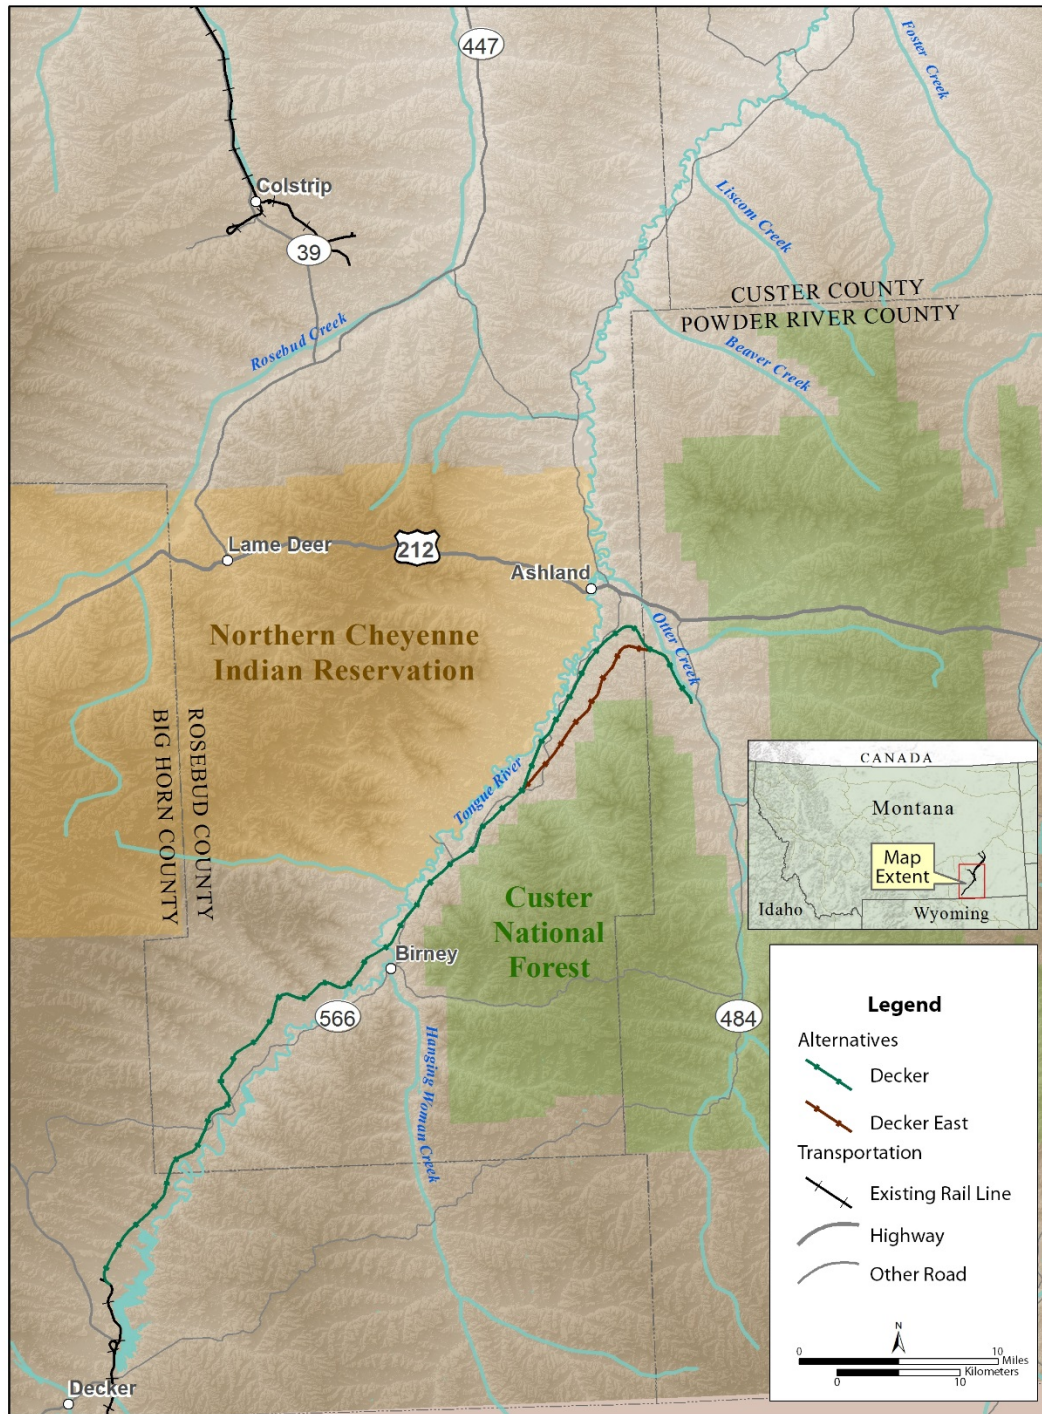 447
Foster Creek
Colstrip
Liscom Creek
39
CUSTER COUNTY
POWDER RIVER COUNTY
Rosebud Creek
Beaver Creek
Lame Deer
212
Ashland
Northern Cheyenne
Indian Reservation
Otter Creek
BIG HORN COUNTY
ROSEBUD COUNTY
Tongue River
CANADA
Montana
Map
Extent
Idaho
Wyoming
Custer
National
Forest
Birney
566
484
Hanging Woman Creek
Legend
Alternatives
Decker
Decker East
Transportation
Existing Rail Line
Highway
Other Road
N
0 10
Miles
Kilometers
0 10
Decker